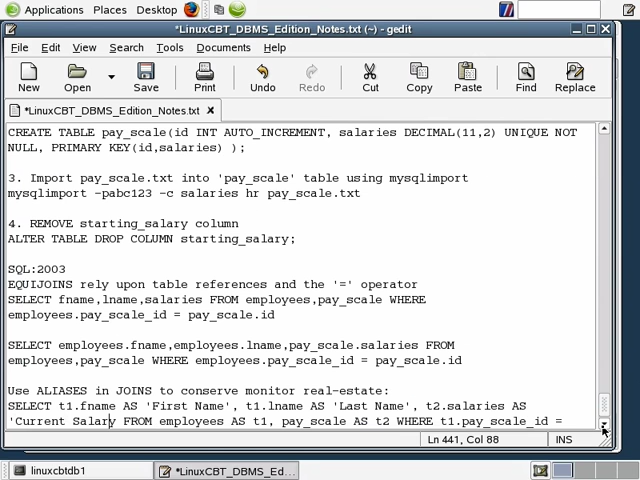 Applications Places Desktop
*LinuxCBT_DBMS_Edition_Notes.txt (~) - gedit
File Edit View Search Tools Documents Help
New Open Save Print Undo Redo Cut Copy Paste Find Replace
*LinuxCBT_DBMS_Edition_Notes.txt x
CREATE TABLE pay_scale(id INT AUTO_INCREMENT, salaries DECIMAL(11,2) UNIQUE NOT
NULL, PRIMARY KEY(id,salaries) );
3. Import pay_scale.txt into 'pay_scale' table using mysqlimport
mysqlimport -pabc123 -c salaries hr pay_scale.txt
4. REMOVE starting_salary column
ALTER TABLE DROP COLUMN starting_salary;
SQL:2003
EQUIJOINS rely upon table references and the '=' operator
SELECT fname,lname,salaries FROM employees,pay_scale WHERE
employees.pay_scale_id = pay_scale.id
SELECT employees.fname,employees.lname,pay_scale.salaries FROM
employees,pay_scale WHERE employees.pay_scale_id = pay_scale.id
Use ALIASES in JOINS to conserve monitor real-estate:
SELECT t1.fname AS 'First Name', t1.lname AS 'Last Name', t2.salaries AS
'Current Salary FROM employees AS t1, pay_scale AS t2 WHERE t1.pay_scale_id =
Ln 441, Col 88 INS
linuxcbtdb1 *LinuxCBT_DBMS_Ed...